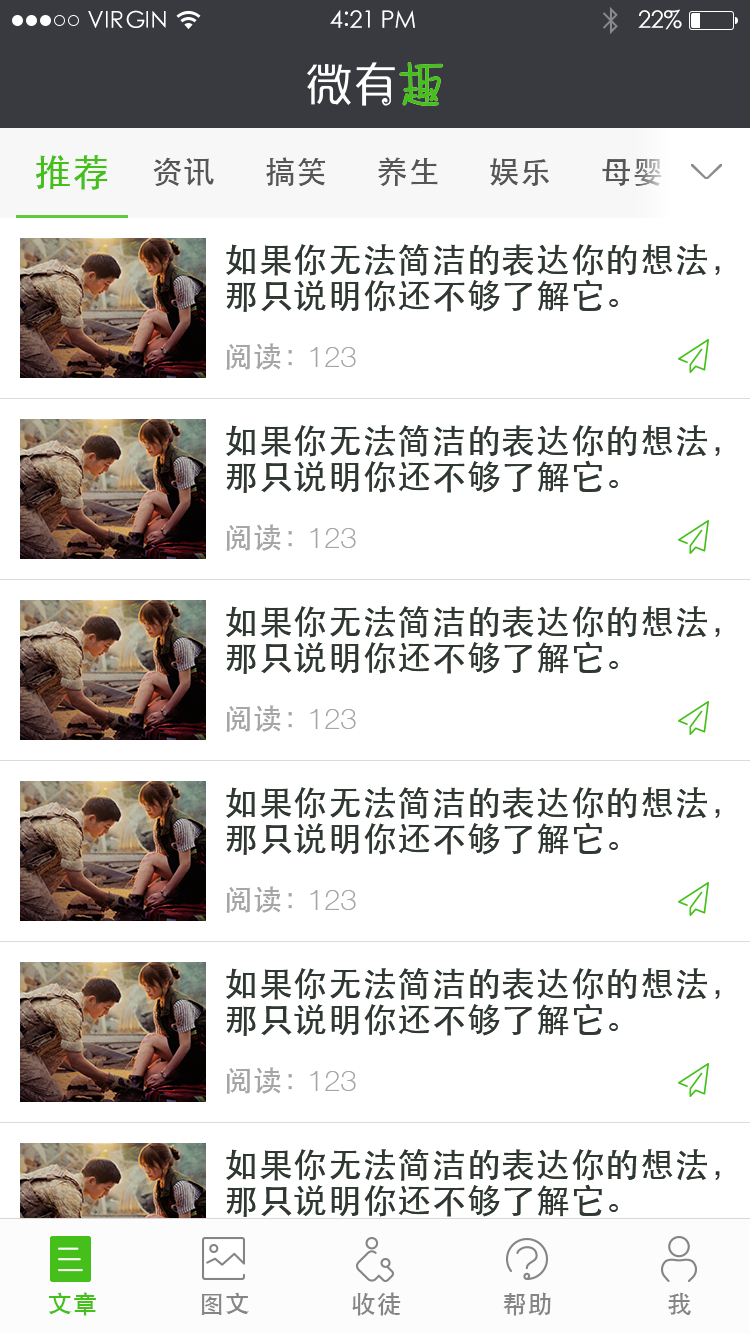 VIRGIN 4:21 PM 22%
微有趣
推荐 资讯 搞笑 养生 娱乐 母婴
如果你无法简洁的表达你的想法，
那只说明你还不够了解它。
阅读：123
如果你无法简洁的表达你的想法，
那只说明你还不够了解它。
阅读：123
如果你无法简洁的表达你的想法，
那只说明你还不够了解它。
阅读：123
如果你无法简洁的表达你的想法，
那只说明你还不够了解它。
阅读：123
如果你无法简洁的表达你的想法，
那只说明你还不够了解它。
阅读：123
如果你无法简洁的表达你的想法，
那只说明你还不够了解它。
文章 图文 收徒 帮助 我